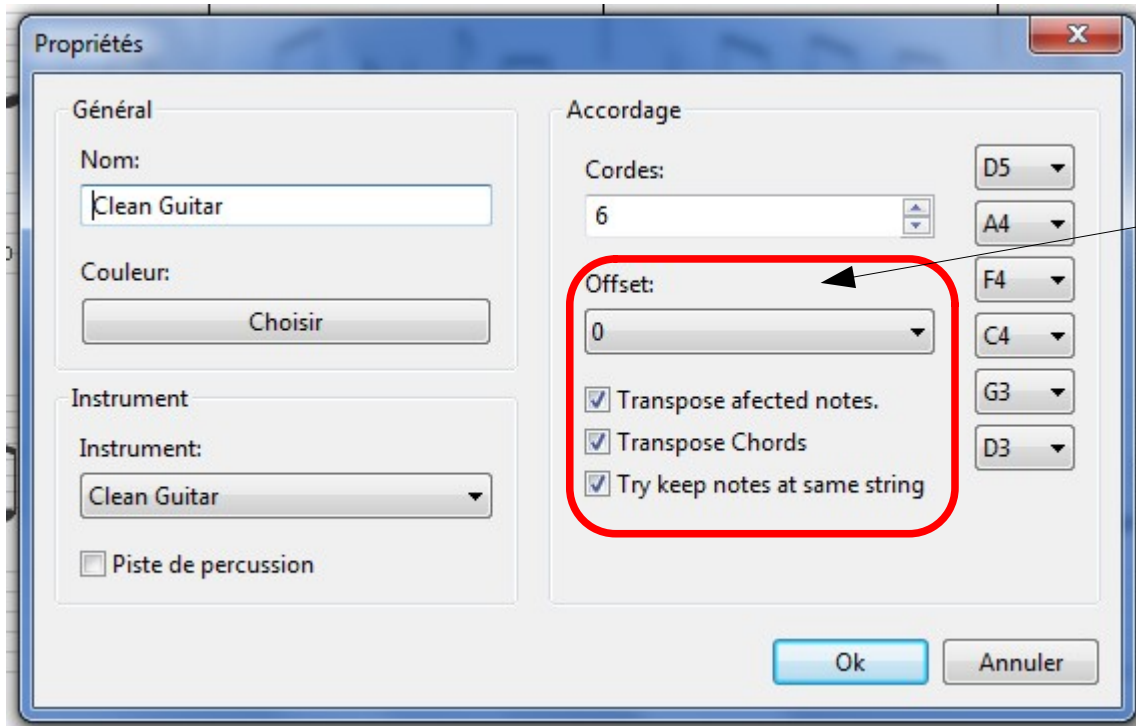 Propriétés
Général
Nom:
Clean Guitar
Couleur:
Choisir
Instrument
Instrument:
Clean Guitar
Piste de percussion
Accordage
Cordes:
6
Offset:
0
Transpose afected notes.
Transpose Chords
Try keep notes at same string
D5
A4
F4
C4
G3
D3
Ok
Annuler